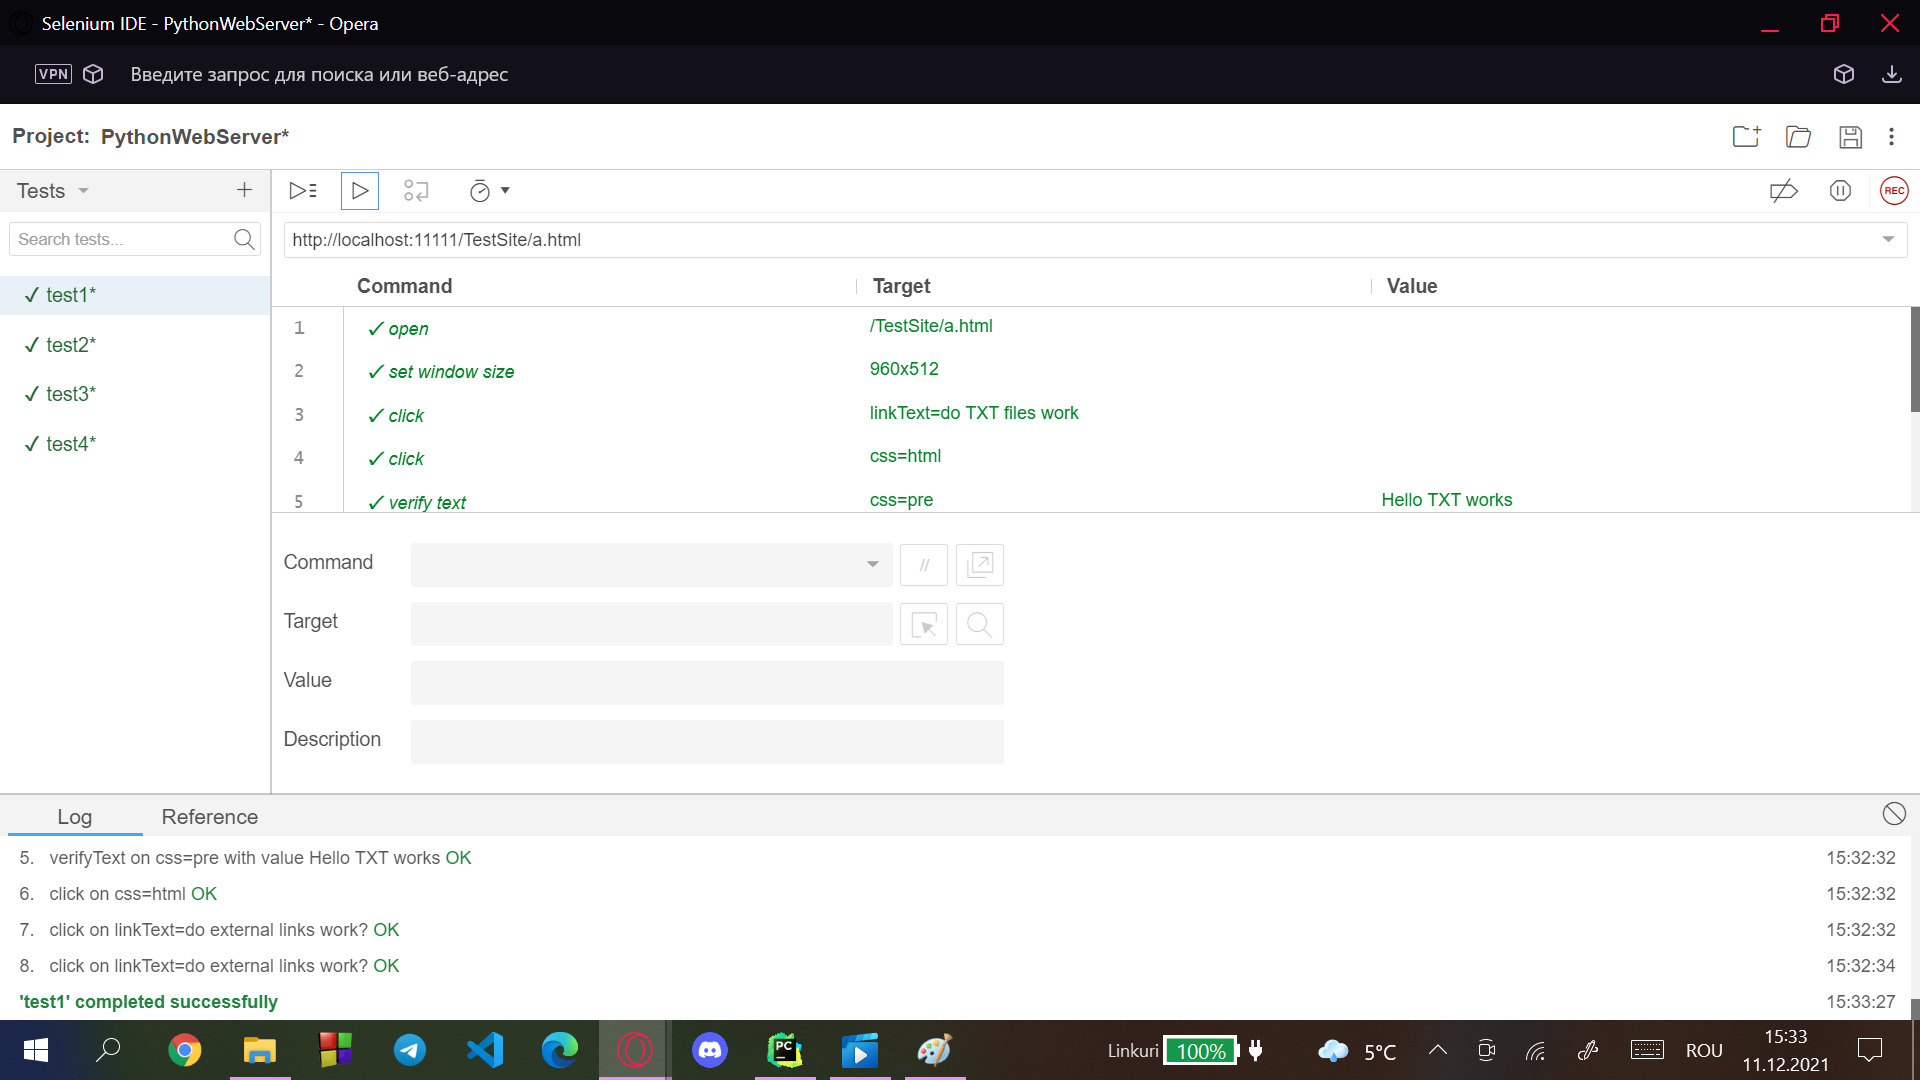 Selenium IDE - PythonWebServer* - Opera
VPN Введите запрос для поиска или веб-адрес
Project: PythonWebServer*
Tests
REC
Search tests...
http://localhost:11111/TestSite/a.html
Command Target Value
✓ test1*
✓ test2*
✓ test3*
✓ test4*
1 ✓ open /TestSite/a.html
2 ✓ set window size 960x512
3 ✓ click linkText=do TXT files work
4 ✓ click css=html
5 ✓ verify text css=pre Hello TXT works
Command //
Target
Value
Description
Log Reference
5. verifyText on css=pre with value Hello TXT works OK 15:32:32
6. click on css=html OK 15:32:32
7. click on linkText=do external links work? OK 15:32:32
8. click on linkText=do external links work? OK 15:32:34
'test1' completed successfully 15:33:27
PC
Linkuri 100% 5°C ROU 15:33
11.12.2021